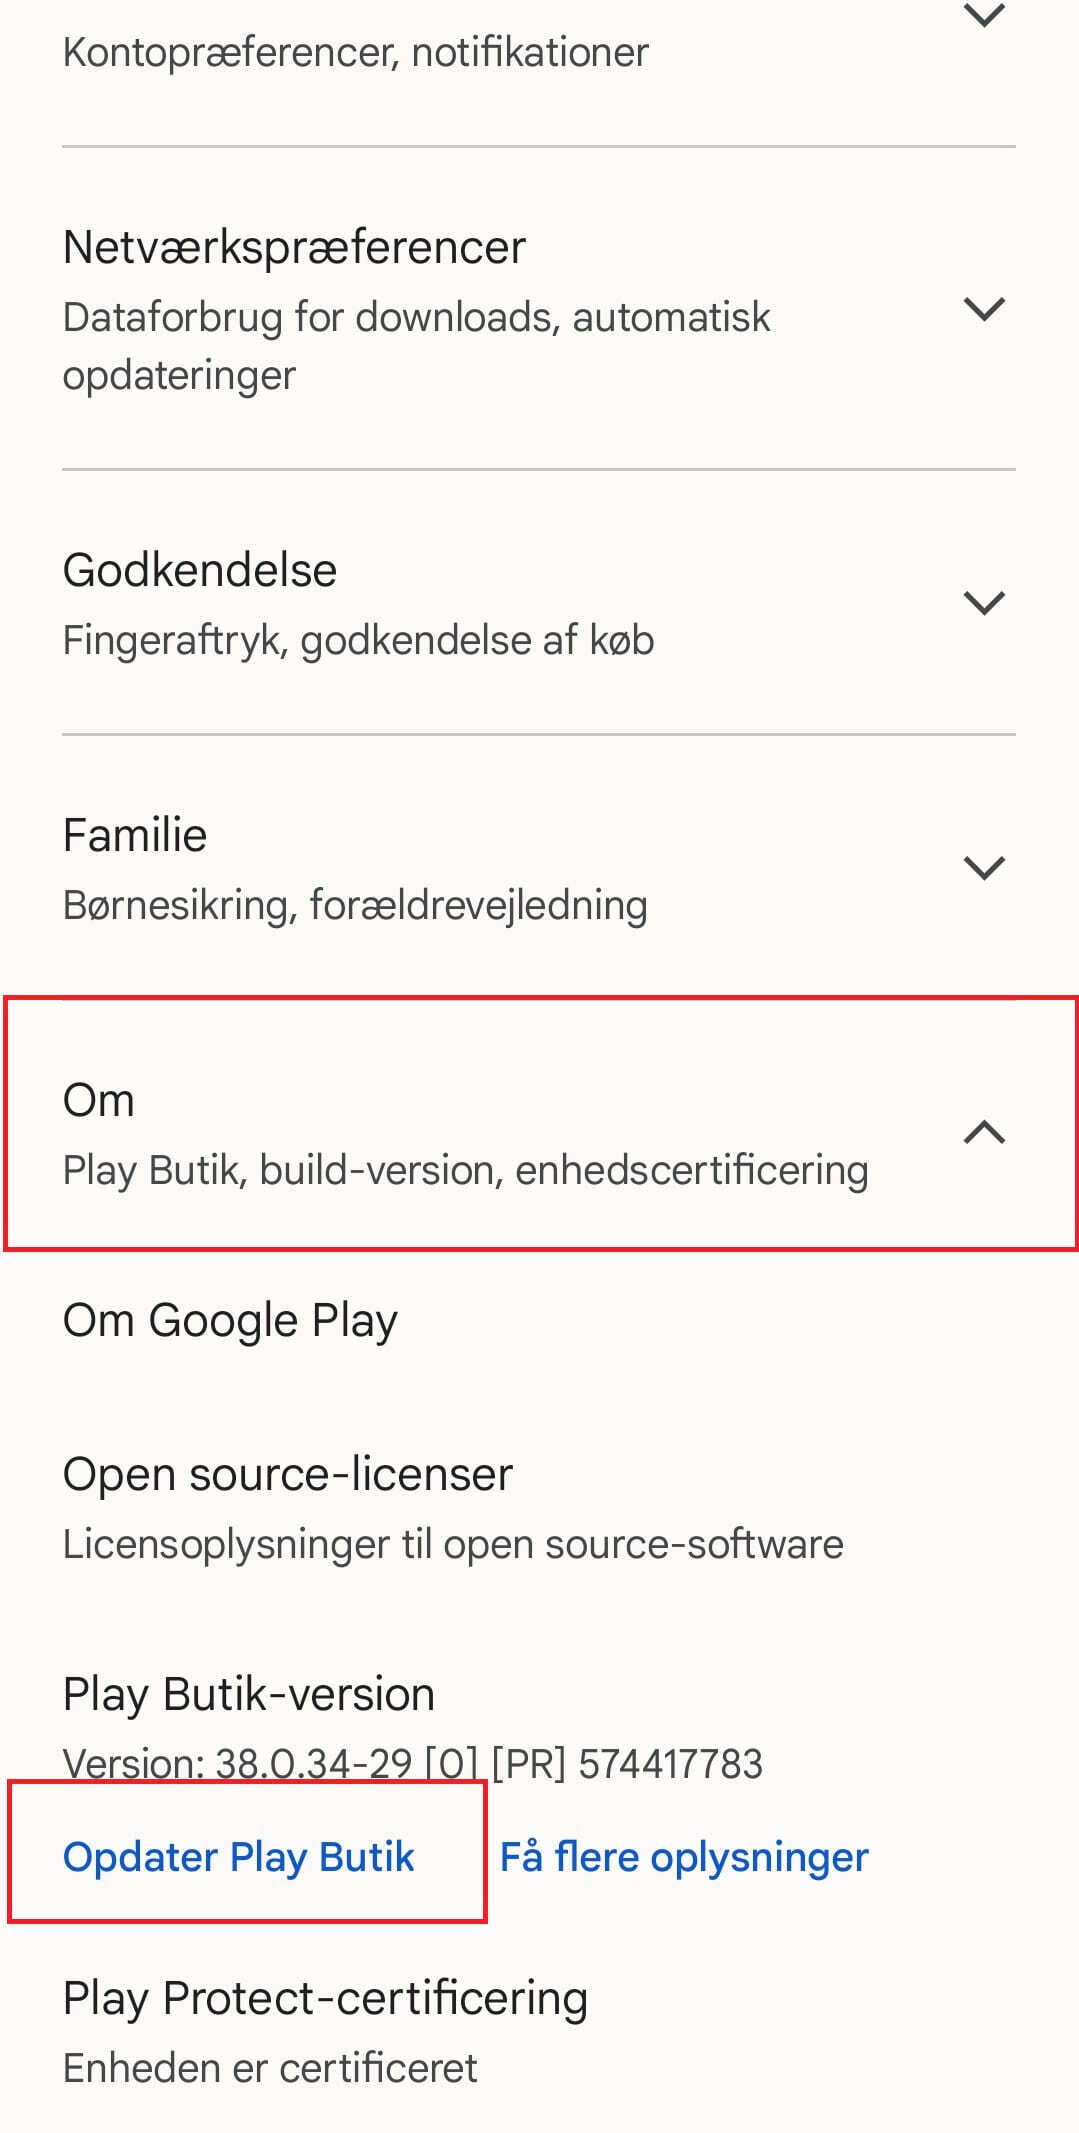 Kontopræferencer, notifikationer
Netværkspræferencer
Dataforbrug for downloads, automatisk
opdateringer
Godkendelse
Fingeraftryk, godkendelse af køb
Familie
Børnesikring, forældrevejledning
Om
Play Butik, build-version, enhedscertificering
Om Google Play
Open source-licenser
Licensoplysninger til open source-software
Play Butik-version
Version: 38.0.34-29 [0] [PR] 574417783
Opdater Play Butik Få flere oplysninger
Play Protect-certificering
Enheden er certificeret